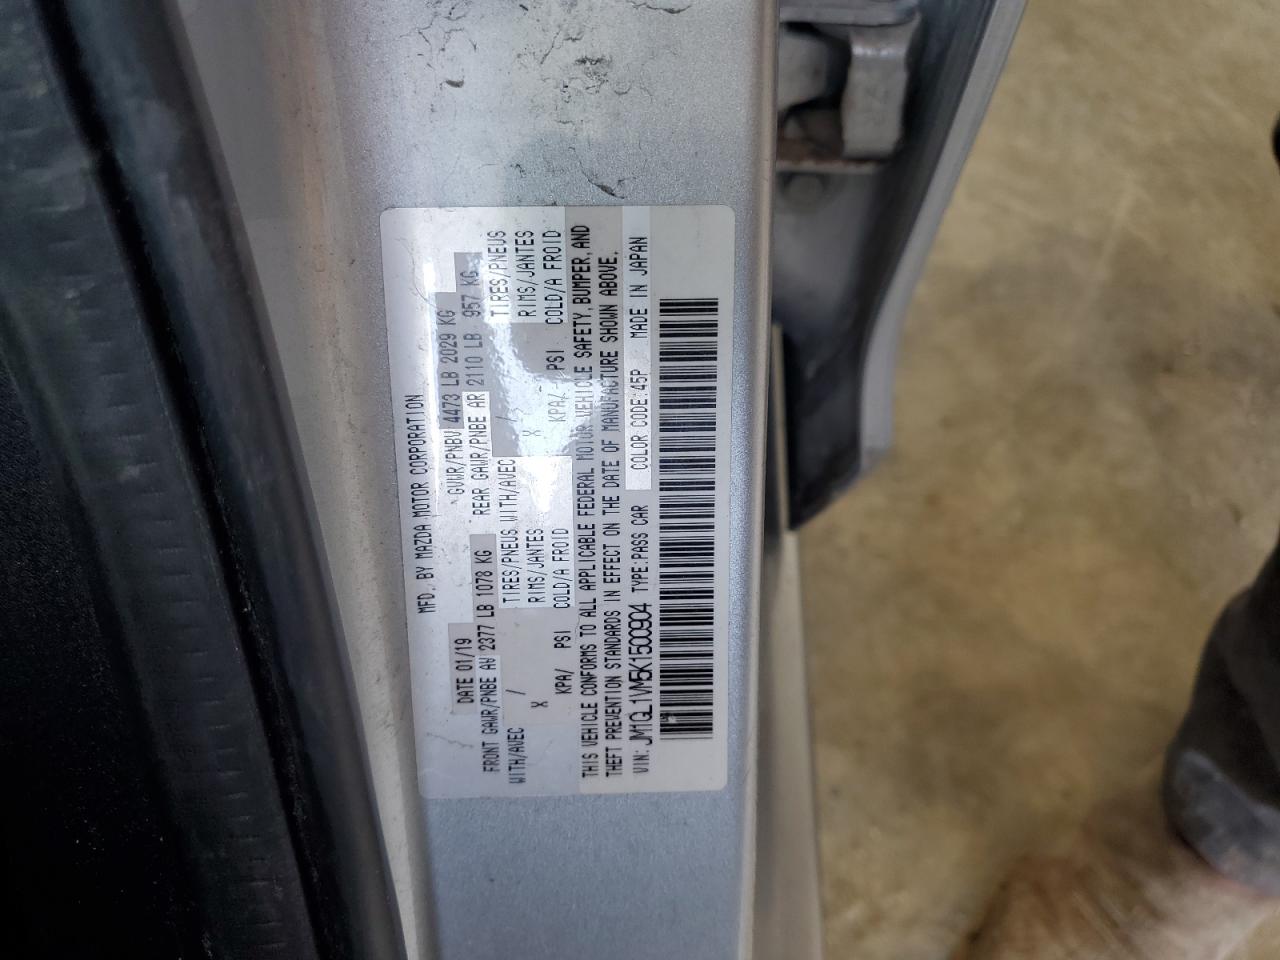 MFD. BY MAZDA MOTOR CORPORATION
DATE 01/19 GVWR/PNBV 4473 LB 2029 KG
FRONT GAWR/PNBE AV 2377 LB 1078 KG REAR GAWR/PNBE AR 2110 LB 957 KG
WITH/AVEC / TIRES/PNEUS WITH/AVEC / TIRES/PNEUS
X RIMS/JANTES X RIMS/JANTES
KPA/ PSI COLD/A FROID KPA/ PSI COLD/A FROID
THIS VEHICLE CONFORMS TO ALL APPLICABLE FEDERAL MOTOR VEHICLE SAFETY, BUMPER, AND
THEFT PREVENTION STANDARDS IN EFFECT ON THE DATE OF MANUFACTURE SHOWN ABOVE.
VIN: JM1GL1VM5K1500904 TYPE: PASS CAR COLOR CODE: 45P MADE IN JAPAN